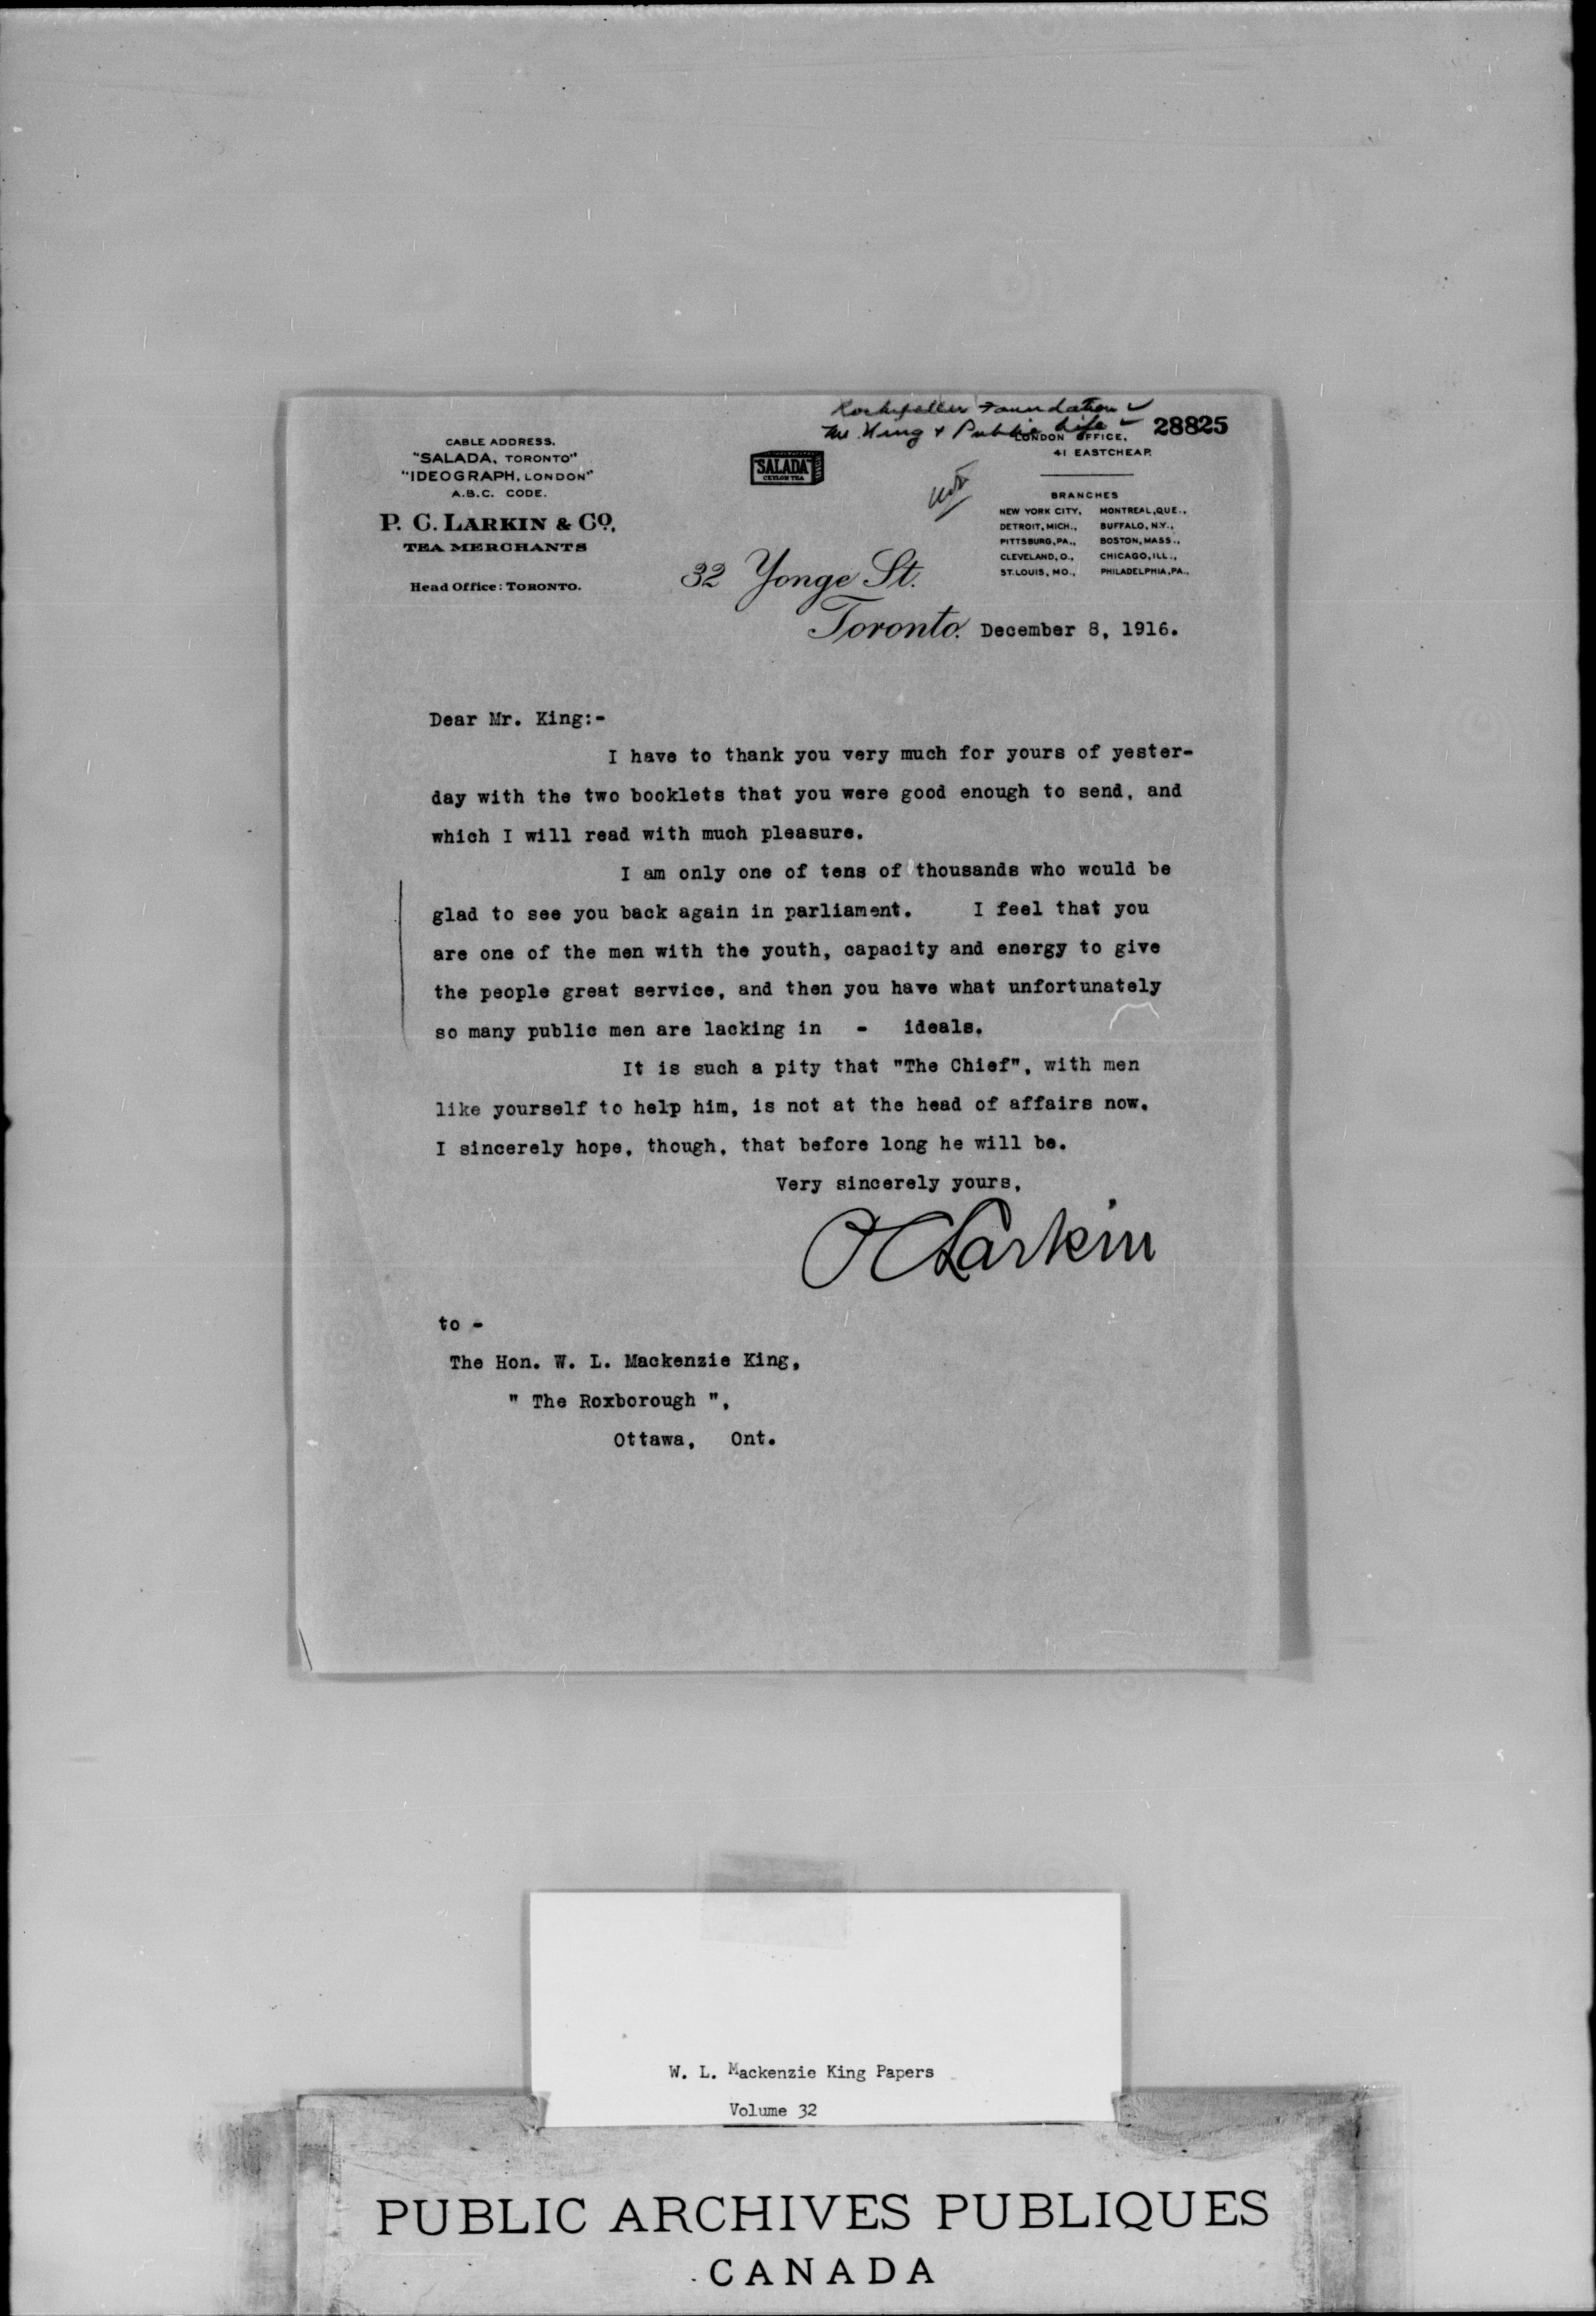 Rockefeller Foundation
Mr. King & Public Life
28825
CABLE ADDRESS.
"SALADA, TORONTO"
"IDEOGRAPH, LONDON"
A.B.C. CODE.
P. C. LARKIN & CO.,
TEA MERCHANTS
Head Office: TORONTO.
SALADA
CEYLON TEA
LONDON OFFICE,
41 EASTCHEAP.
BRANCHES
NEW YORK CITY, MONTREAL, QUE.,
DETROIT, MICH., BUFFALO, N.Y.,
PITTSBURG, PA., BOSTON, MASS.,
CLEVELAND, O., CHICAGO, ILL.,
ST. LOUIS, MO., PHILADELPHIA, PA.,
32 Yonge St.
Toronto. December 8, 1916.
Dear Mr. King:-
I have to thank you very much for yours of yester-
day with the two booklets that you were good enough to send, and
which I will read with much pleasure.
I am only one of tens of thousands who would be
glad to see you back again in parliament. I feel that you
are one of the men with the youth, capacity and energy to give
the people great service, and then you have what unfortunately
so many public men are lacking in - ideals.
It is such a pity that "The Chief", with men
like yourself to help him, is not at the head of affairs now.
I sincerely hope, though, that before long he will be.
Very sincerely yours,
P C Larkin
to -
The Hon. W. L. Mackenzie King,
" The Roxborough ",
Ottawa, Ont.
W. L. Mackenzie King Papers
Volume 32
PUBLIC ARCHIVES PUBLIQUES
CANADA